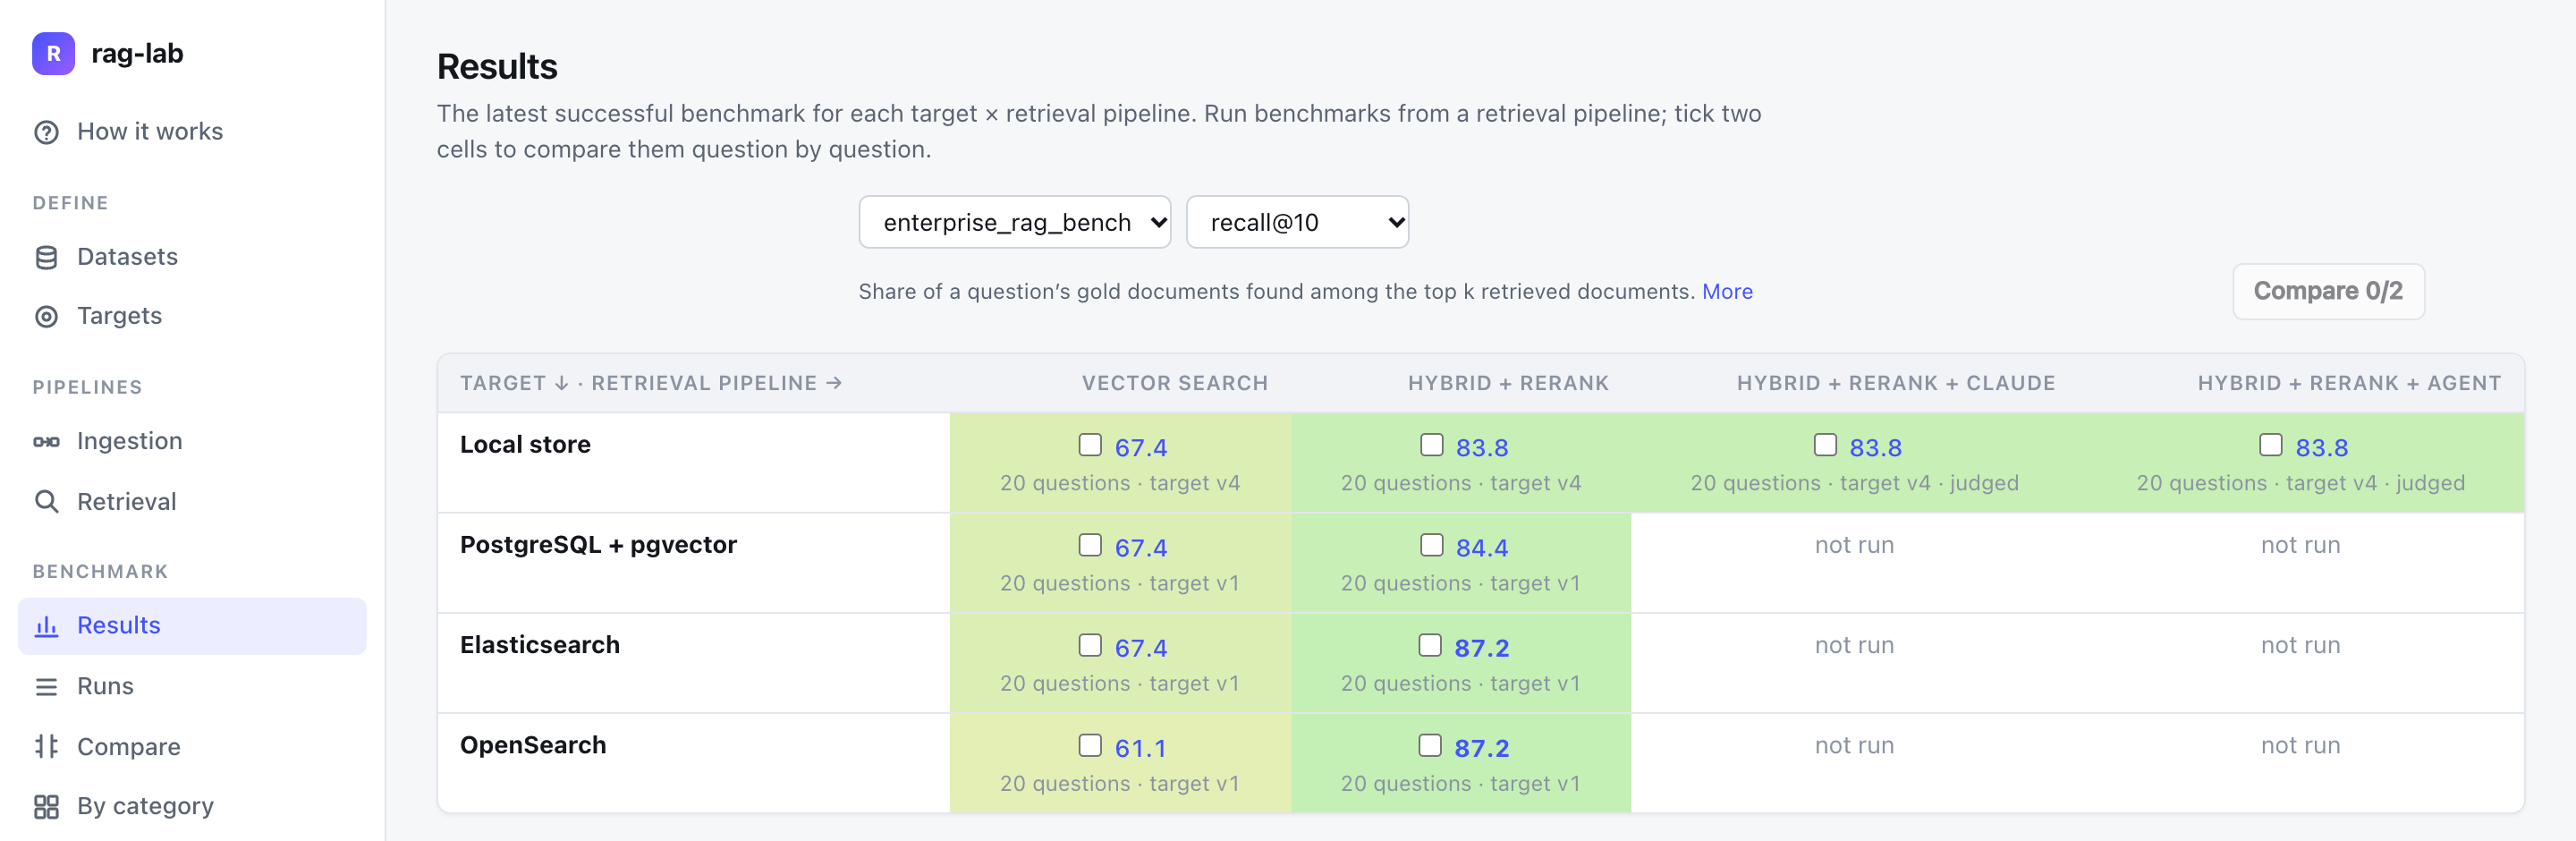 R rag-lab
How it works
DEFINE
Datasets
Targets
PIPELINES
Ingestion
Retrieval
BENCHMARK
Results
Runs
Compare
By category
Results
The latest successful benchmark for each target × retrieval pipeline. Run benchmarks from a retrieval pipeline; tick two
cells to compare them question by question.
enterprise_rag_bench recall@10
Share of a question’s gold documents found among the top k retrieved documents. More
Compare 0/2
TARGET ↓ · RETRIEVAL PIPELINE → VECTOR SEARCH HYBRID + RERANK HYBRID + RERANK + CLAUDE HYBRID + RERANK + AGENT
Local store 67.4 83.8 83.8 83.8
20 questions · target v4 20 questions · target v4 20 questions · target v4 · judged 20 questions · target v4 · judged
PostgreSQL + pgvector 67.4 84.4 not run not run
20 questions · target v1 20 questions · target v1
Elasticsearch 67.4 87.2 not run not run
20 questions · target v1 20 questions · target v1
OpenSearch 61.1 87.2 not run not run
20 questions · target v1 20 questions · target v1